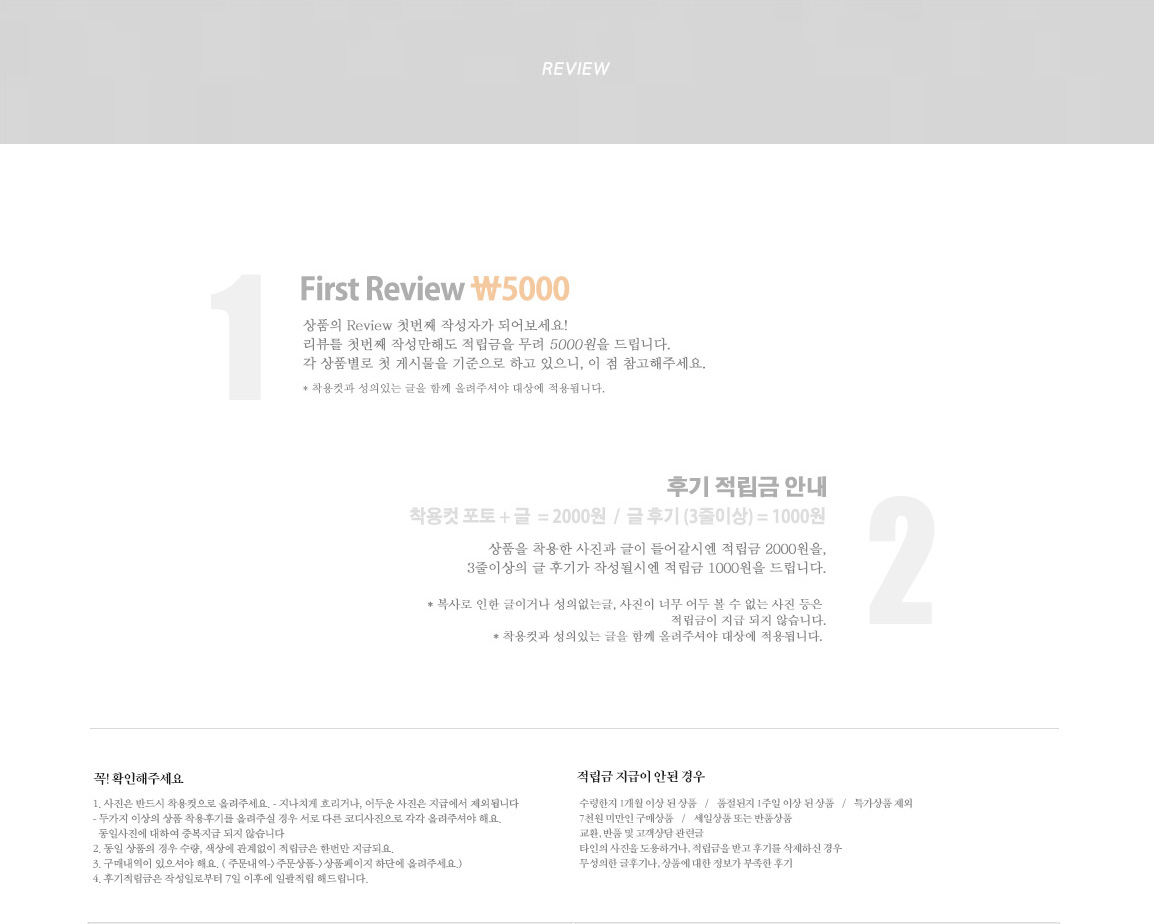 REVIEW
1
First Review ₩5000
상품의 Review 첫번째 작성자가 되어보세요!
리뷰를 첫번째 작성만해도 적립금을 무려 5000원을 드립니다.
각 상품별로 첫 게시물을 기준으로 하고 있으니, 이 점 참고해주세요.
* 착용컷과 성의있는 글을 함께 올려주셔야 대상에 적용됩니다.
2
후기 적립금 안내
착용컷 포토 + 글 = 2000원 / 글 후기 (3줄이상) = 1000원
상품을 착용한 사진과 글이 들어갈시엔 적립금 2000원을,
3줄이상의 글 후기가 작성될시엔 적립금 1000원을 드립니다.
* 복사로 인한 글이거나 성의없는글, 사진이 너무 어두 볼 수 없는 사진 등은
적립금이 지급 되지 않습니다.
* 착용컷과 성의있는 글을 함께 올려주셔야 대상에 적용됩니다.
꼭! 확인해주세요
1. 사진은 반드시 착용컷으로 올려주세요. - 지나치게 흐리거나, 어두운 사진은 지급에서 제외됩니다
- 두가지 이상의 상품 착용후기를 올려주실 경우 서로 다른 코디사진으로 각각 올려주셔야 해요.
동일사진에 대하여 중복지급 되지 않습니다
2. 동일 상품의 경우 수량, 색상에 관계없이 적립금은 한번만 지급되요.
3. 구매내역이 있으셔야 해요. ( 주문내역-> 주문상품-> 상품페이지 하단에 올려주세요.)
4. 후기적립금은 작성일로부터 7일 이후에 일괄적립 해드립니다.
적립금 지급이 안된 경우
수령한지 1개월 이상 된 상품 / 품절된지 1주일 이상 된 상품 / 특가상품 제외
7천원 미만인 구매상품 / 세일상품 또는 반품상품
교환, 반품 및 고객상담 관련글
타인의 사진을 도용하거나, 적립금을 받고 후기를 삭제하신 경우
무성의한 글후기나, 상품에 대한 정보가 부족한 후기